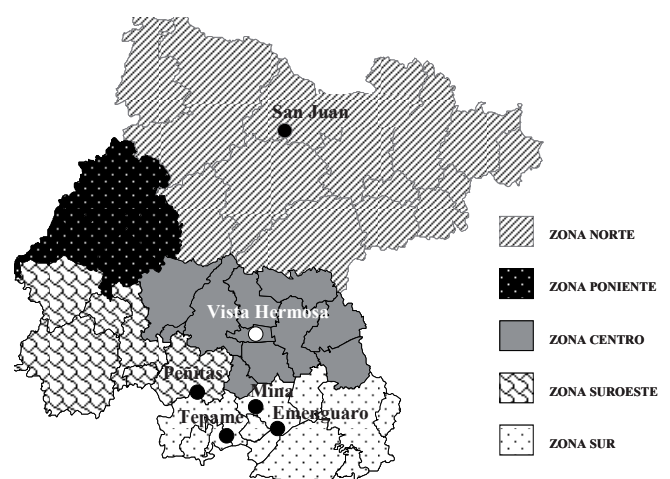 San Juan
ZONA NORTE
ZONA PONIENTE
Vista Hermosa
ZONA CENTRO
Peñitas
Mina
ZONA SUROESTE
Tepame
Emenguaro
ZONA SUR